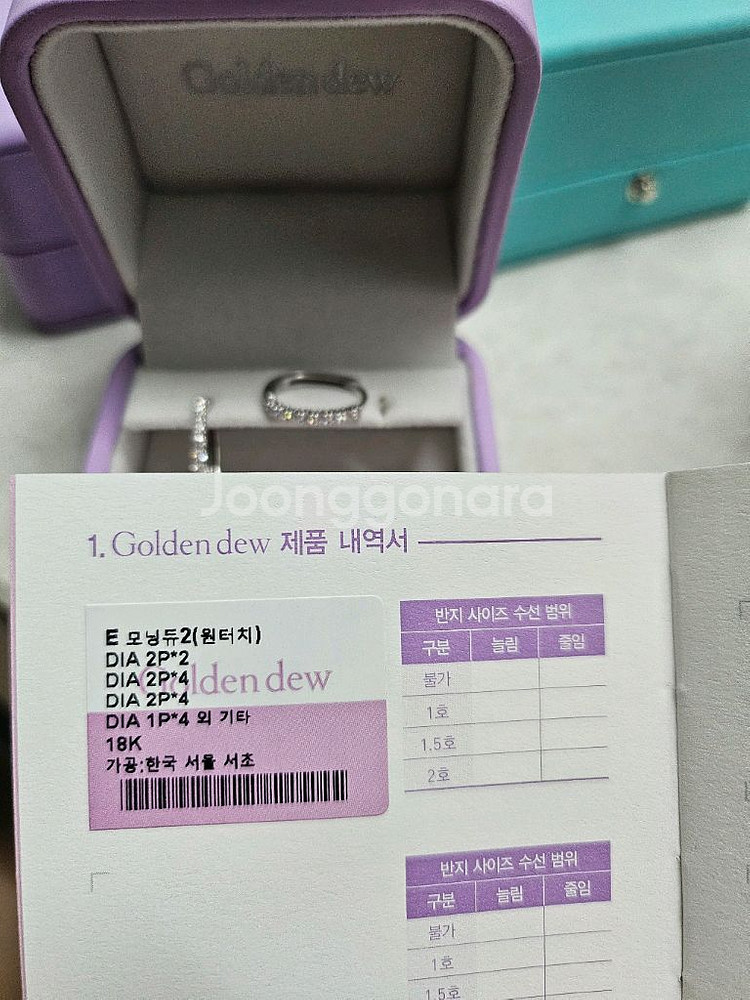 Golden dew
Joonggonara
1. Golden dew 제품 내역서
E 모닝듀2(원터치)
DIA 2P*2
DIA 2P*4
Golden dew
DIA 2P*4
DIA 1P*4 외 기타
18K
가공:한국 서울 서초
반지 사이즈 수선 범위
구분 늘림 줄임
불가
1호
1.5호
2호
반지 사이즈 수선 범위
구분 늘림 줄임
불가
1호
1.5호